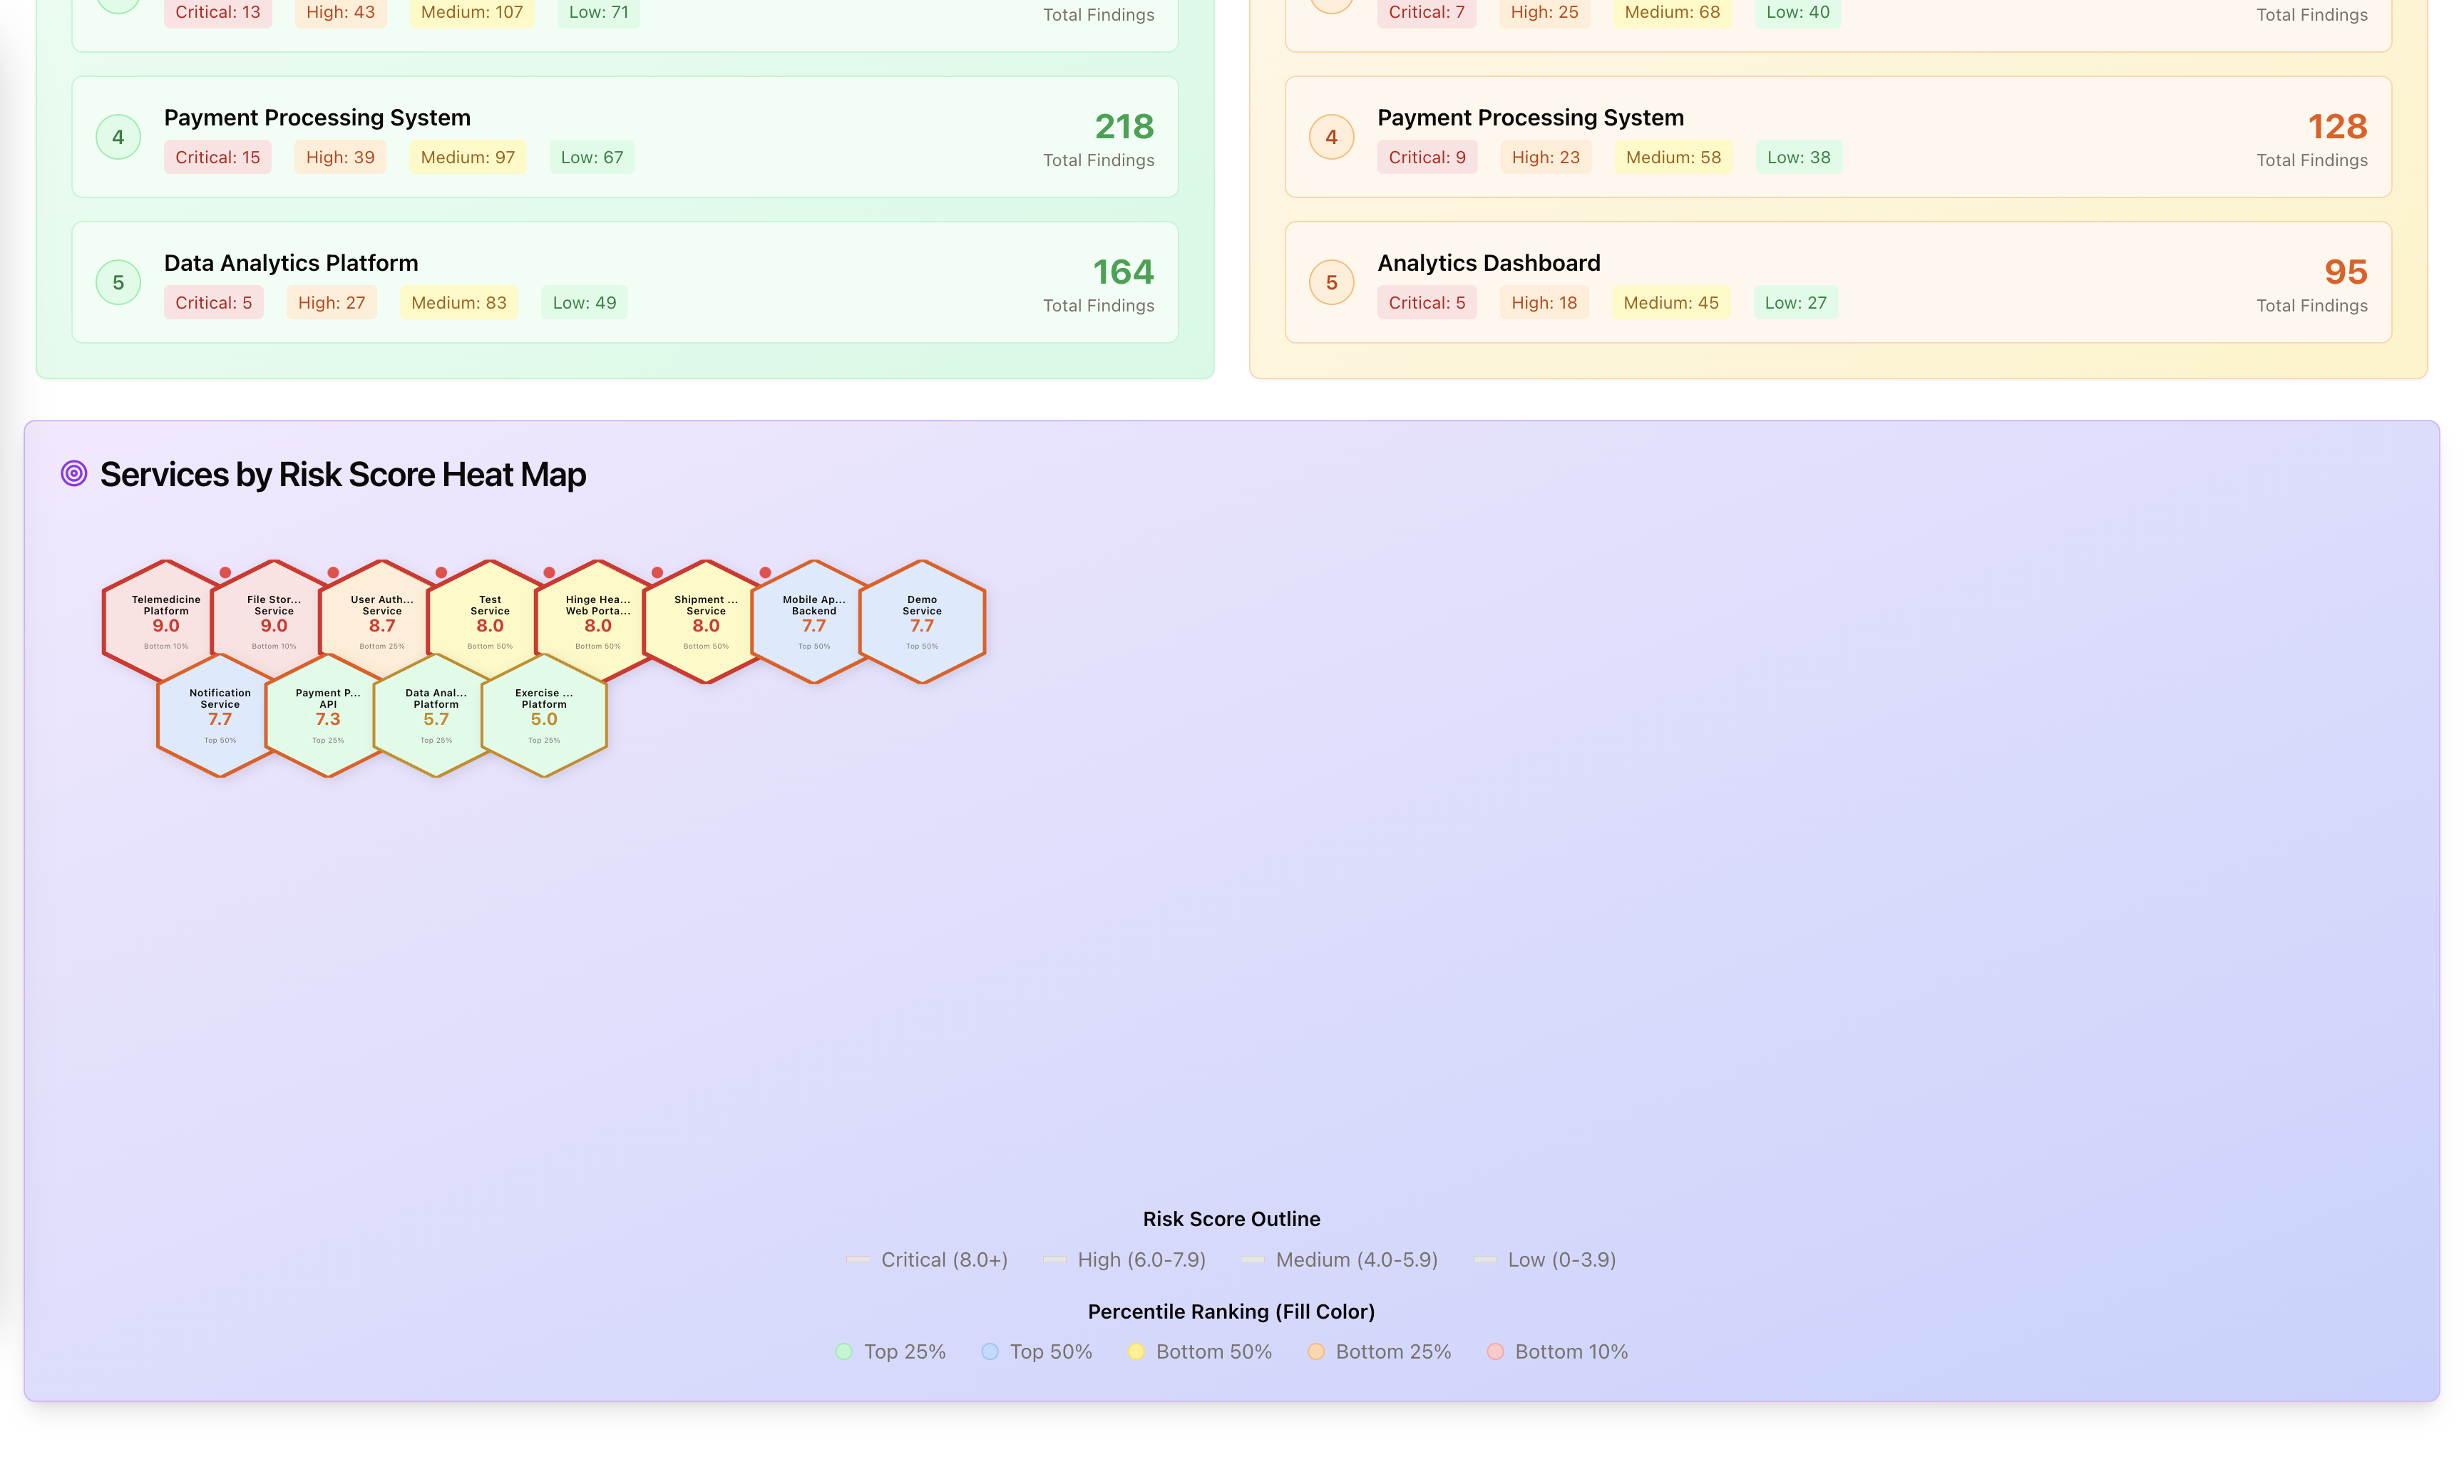 Critical: 13 High: 43 Medium: 107 Low: 71
Total Findings
4
Payment Processing System
Critical: 15 High: 39 Medium: 97 Low: 67
218
Total Findings
5
Data Analytics Platform
Critical: 5 High: 27 Medium: 83 Low: 49
164
Total Findings
Critical: 7 High: 25 Medium: 68 Low: 40
Total Findings
4
Payment Processing System
Critical: 9 High: 23 Medium: 58 Low: 38
128
Total Findings
5
Analytics Dashboard
Critical: 5 High: 18 Medium: 45 Low: 27
95
Total Findings
Services by Risk Score Heat Map
Telemedicine
Platform
9.0
Bottom 10%
File Stor...
Service
9.0
Bottom 10%
User Auth...
Service
8.7
Bottom 25%
Test
Service
8.0
Bottom 50%
Hinge Hea...
Web Porta...
8.0
Bottom 50%
Shipment ...
Service
8.0
Bottom 50%
Mobile Ap...
Backend
7.7
Top 50%
Demo
Service
7.7
Top 50%
Notification
Service
7.7
Top 50%
Payment P...
API
7.3
Top 25%
Data Anal...
Platform
5.7
Top 25%
Exercise ...
Platform
5.0
Top 25%
Risk Score Outline
Critical (8.0+) High (6.0-7.9) Medium (4.0-5.9) Low (0-3.9)
Percentile Ranking (Fill Color)
Top 25% Top 50% Bottom 50% Bottom 25% Bottom 10%